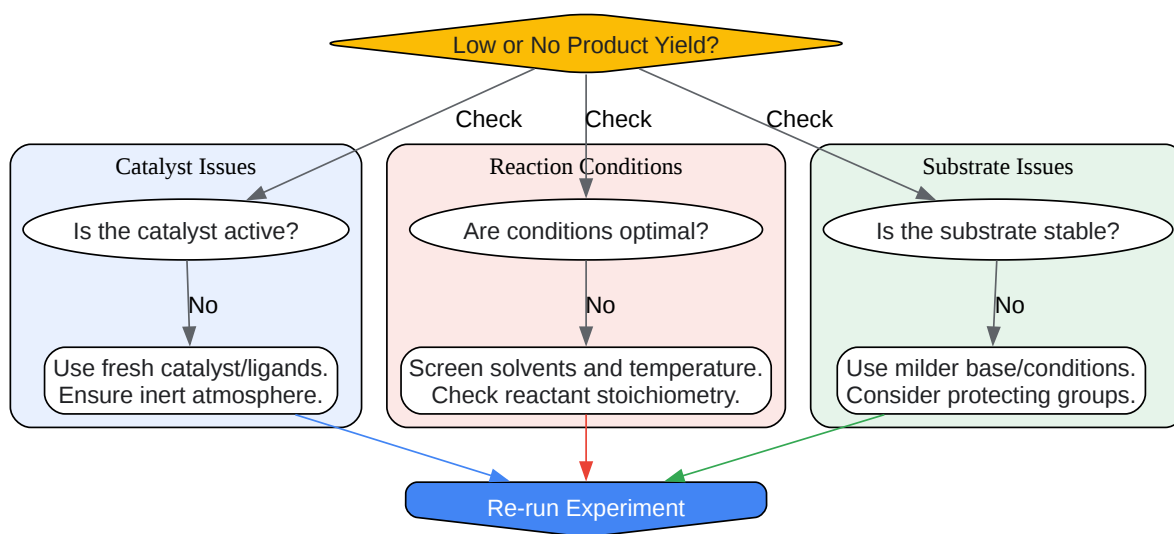 Low or No Product Yield?
Check
Check
Check
Catalyst Issues
Reaction Conditions
Substrate Issues
Is the catalyst active?
Are conditions optimal?
Is the substrate stable?
No
No
No
Use fresh catalyst/ligands.
Ensure inert atmosphere.
Screen solvents and temperature.
Check reactant stoichiometry.
Use milder base/conditions.
Consider protecting groups.
Re-run Experiment